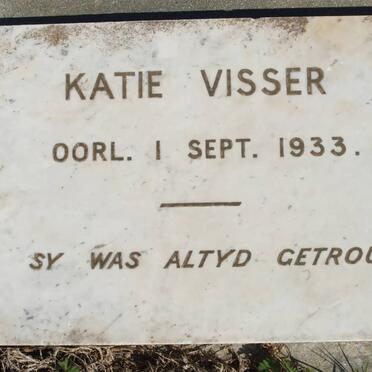 KATIE VISSER
OORL. 1 SEPT. 1933.
SY WAS ALTYD GETROU